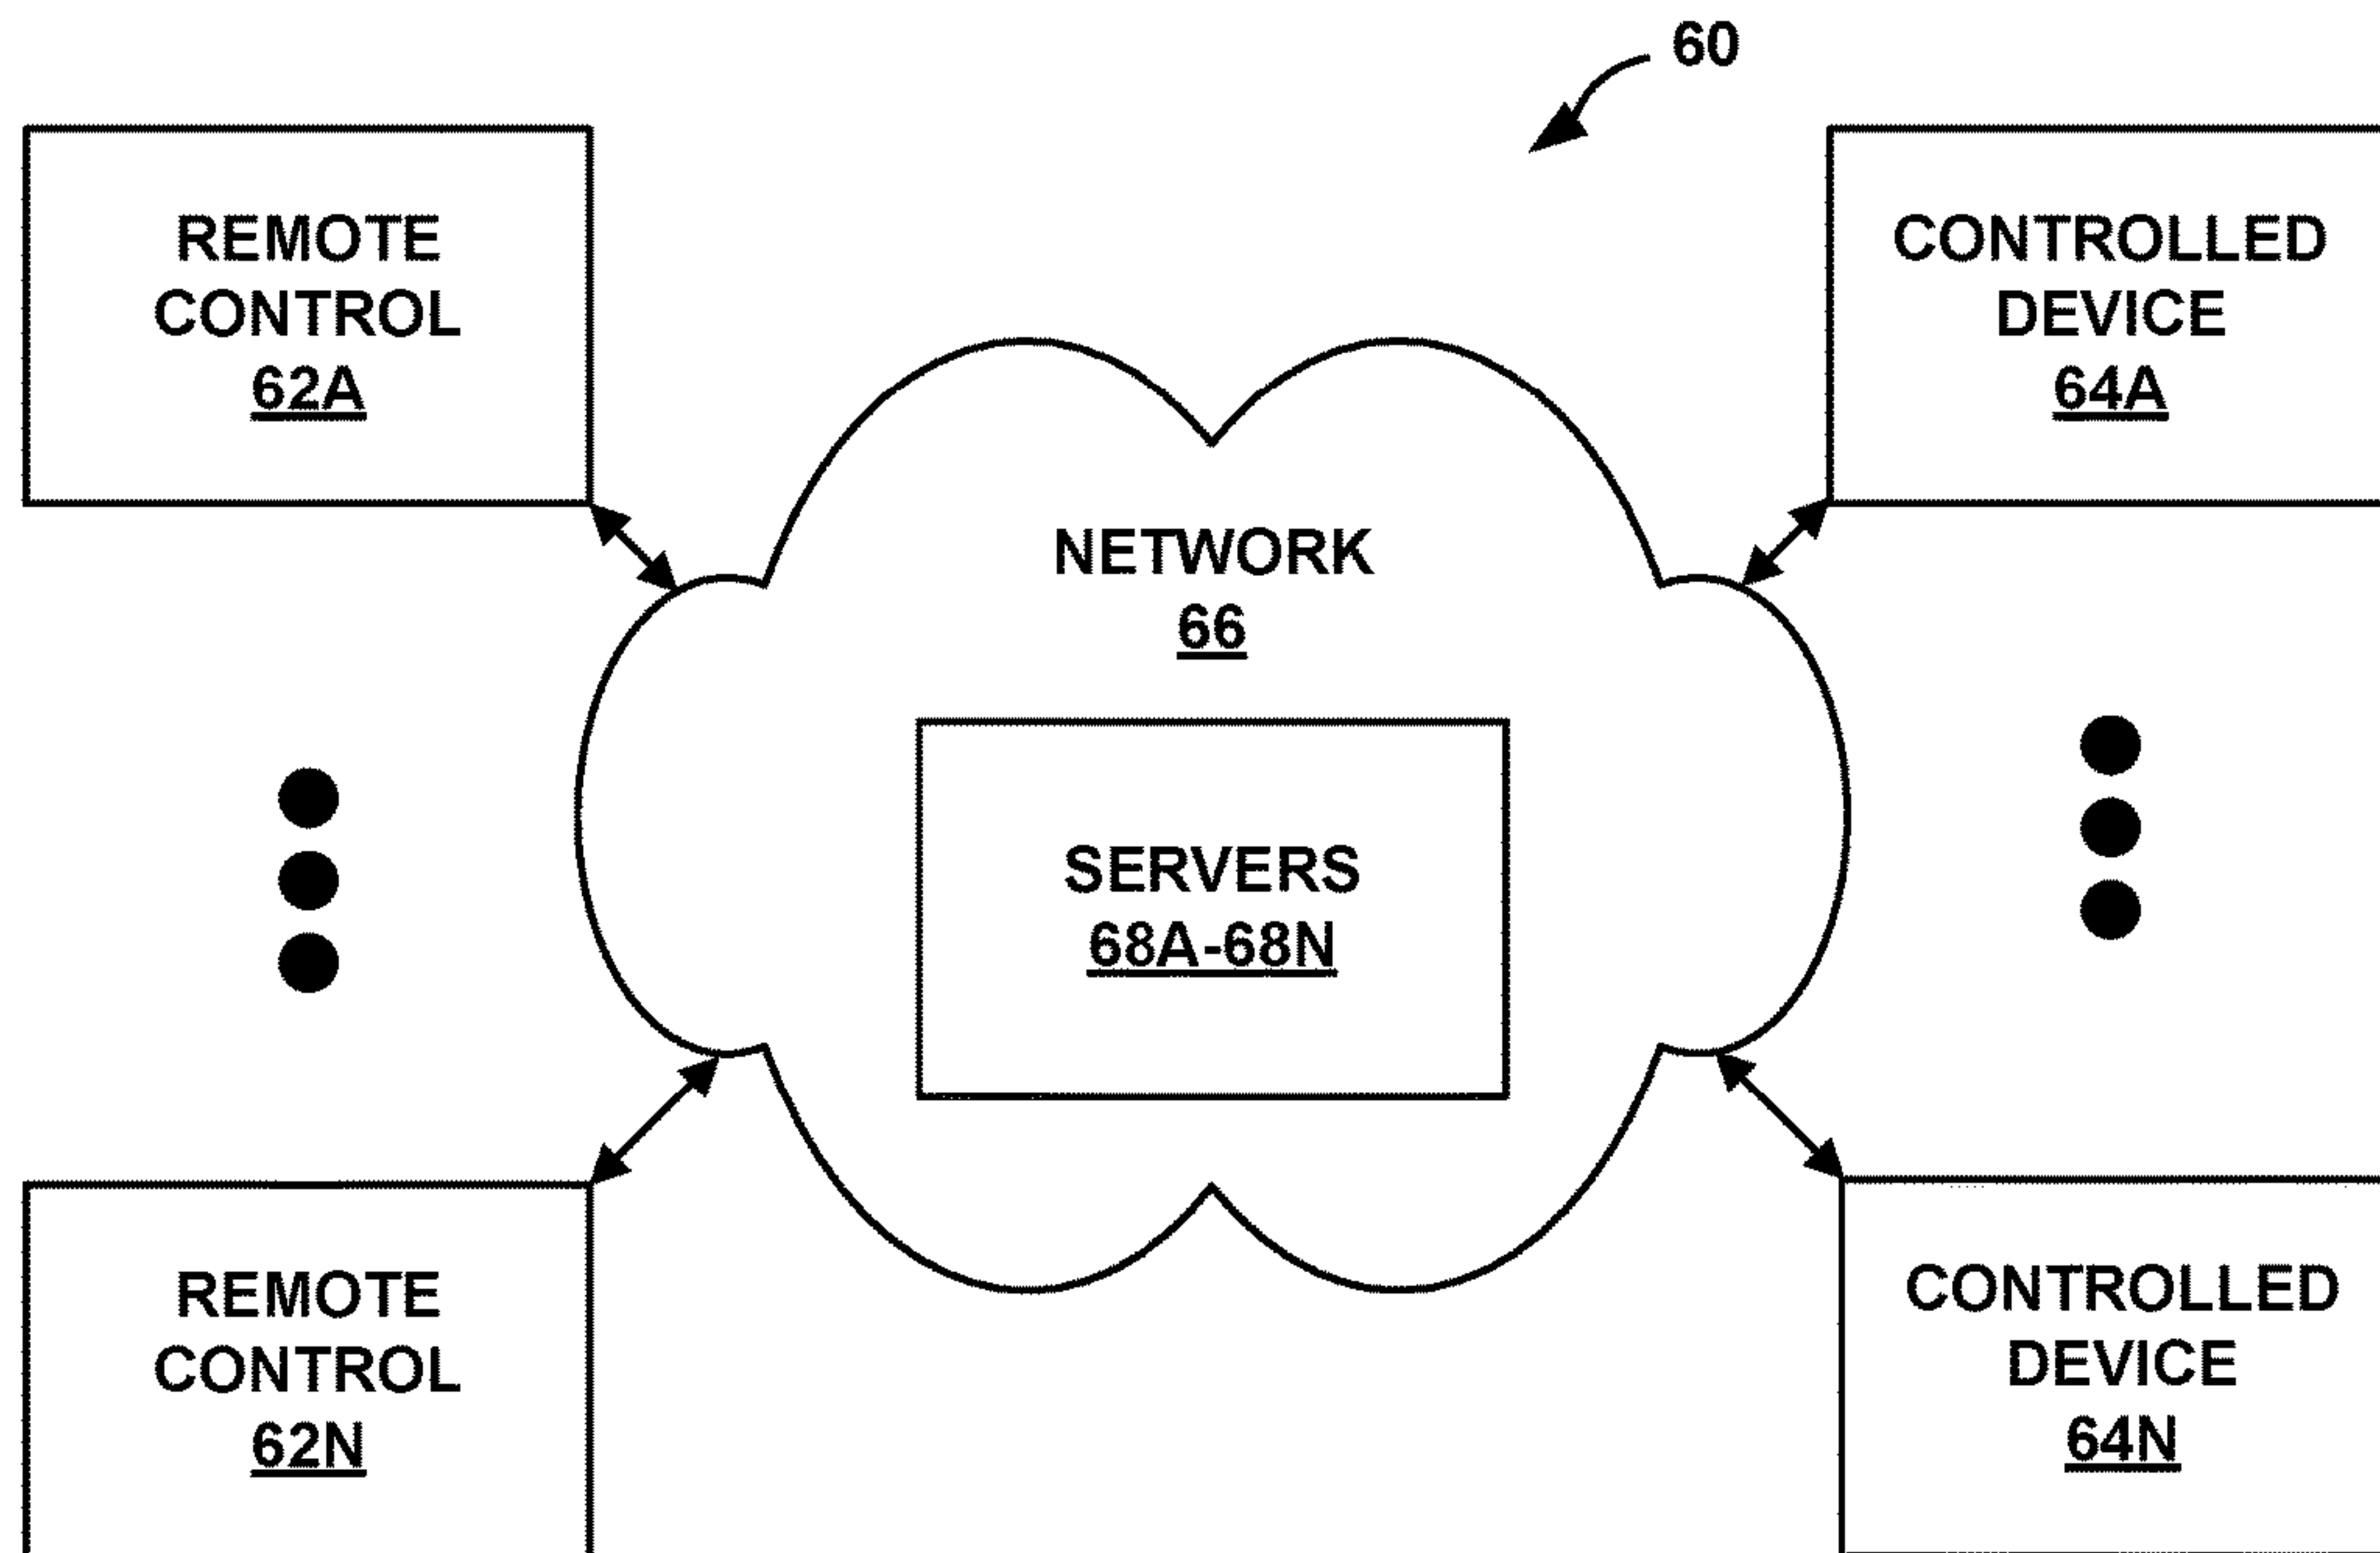 60
REMOTE
CONTROL
62A
CONTROLLED
DEVICE
64A
NETWORK
66
SERVERS
68A-68N
REMOTE
CONTROL
62N
CONTROLLED
DEVICE
64N